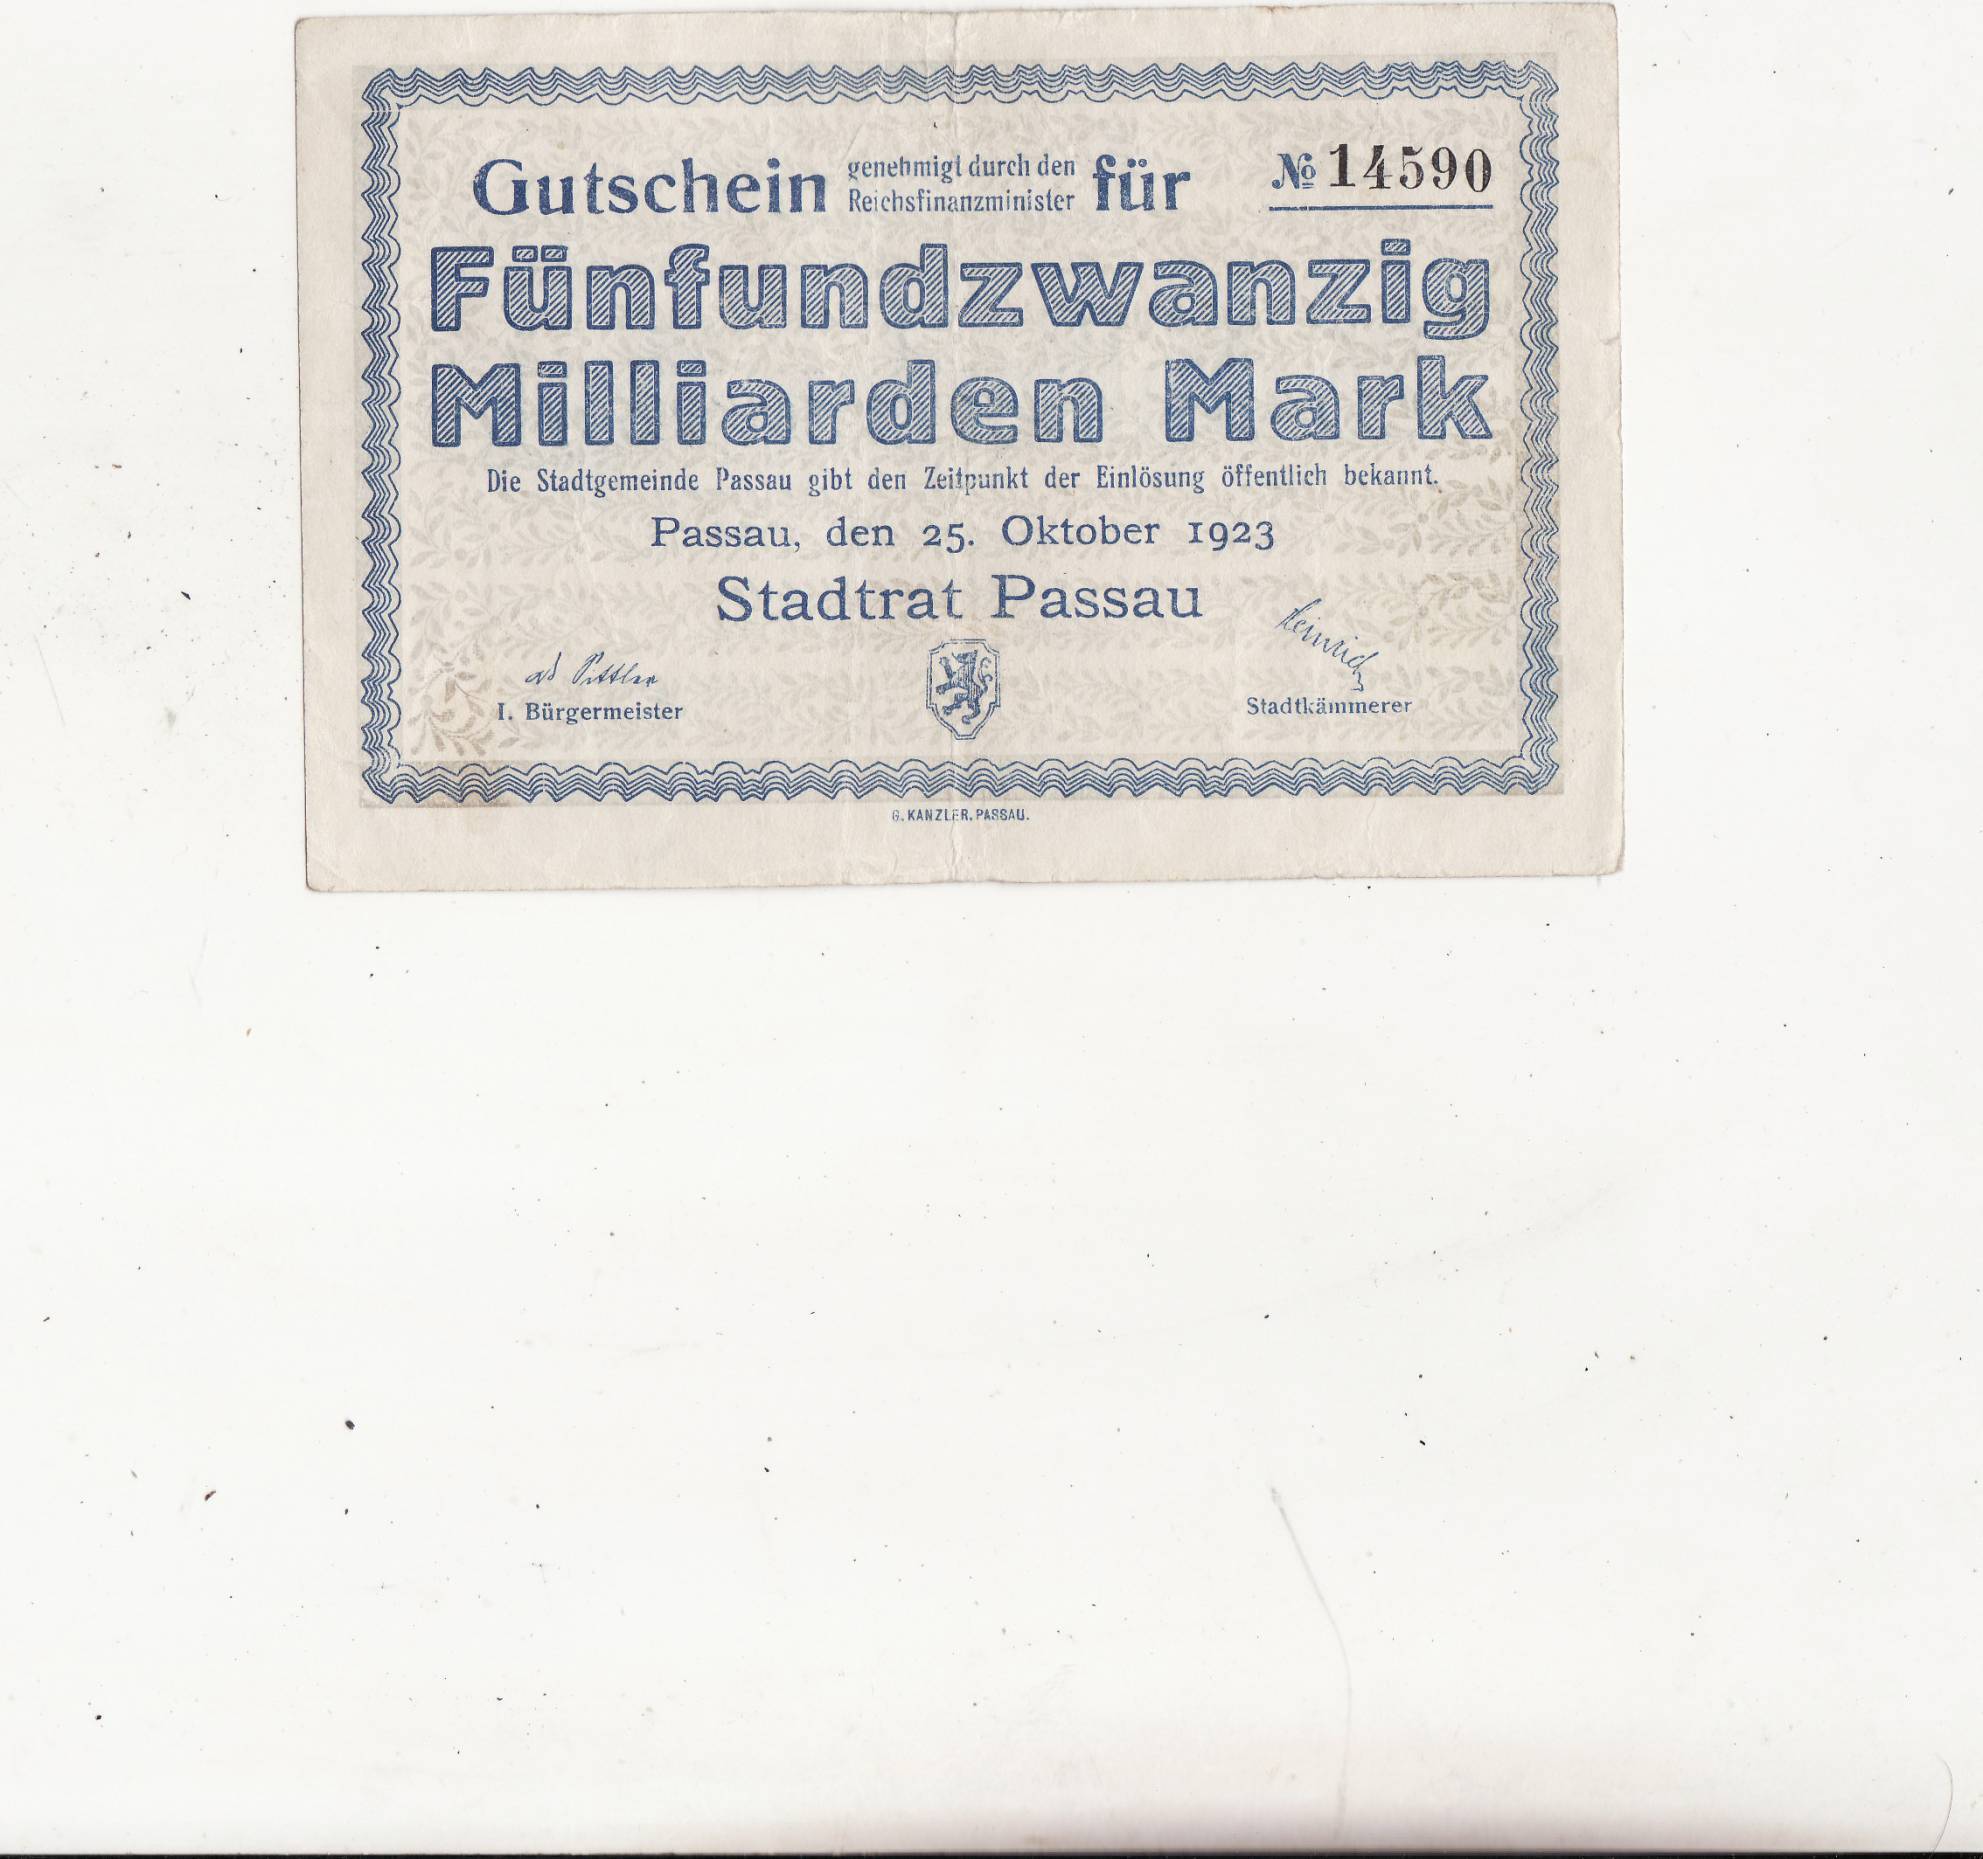 Gutschein genehmigt durch den Reichsfinanzminister für № 14590
Fünfundzwanzig
Milliarden Mark
Die Stadtgemeinde Passau gibt den Zeitpunkt der Einlösung öffentlich bekannt.
Passau, den 25. Oktober 1923
Stadtrat Passau
Heinrich
I. Bürgermeister
Stadtkämmerer
G. KANZLER. PASSAU.